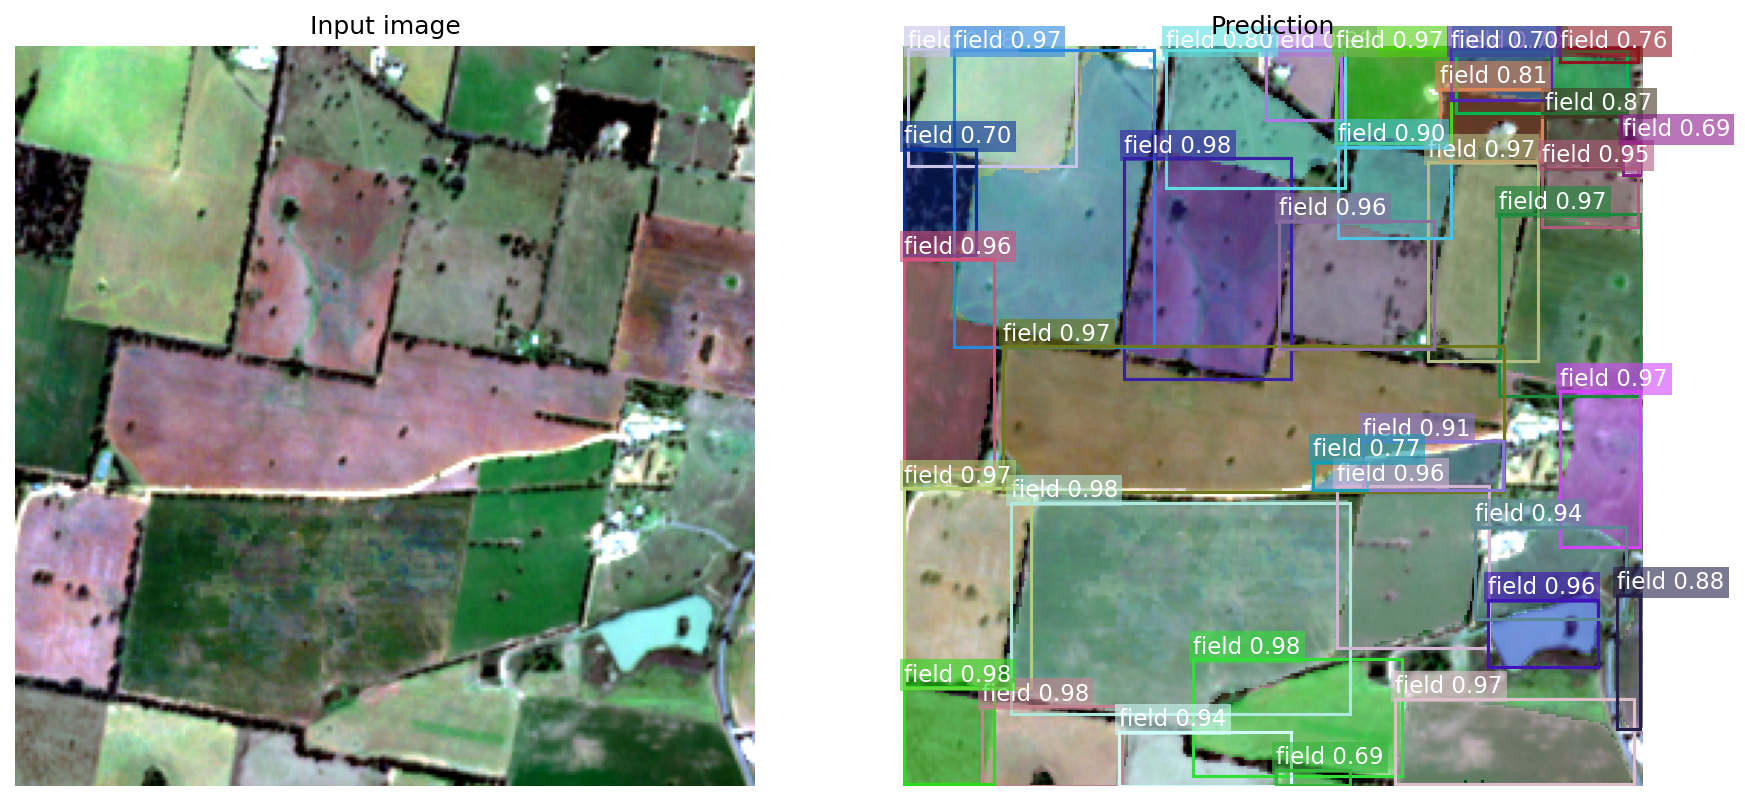 Input image
Prediction
field 0.97
field 0.80
field 0.97
field 0.70
field 0.76
field 0.81
field 0.87
field 0.70
field 0.69
field 0.90
field 0.98
field 0.97
field 0.95
field 0.97
field 0.96
field 0.96
field 0.97
field 0.97
field 0.91
field 0.77
field 0.96
field 0.97
field 0.98
field 0.94
field 0.96
field 0.88
field 0.98
field 0.98
field 0.98
field 0.97
field 0.94
field 0.69